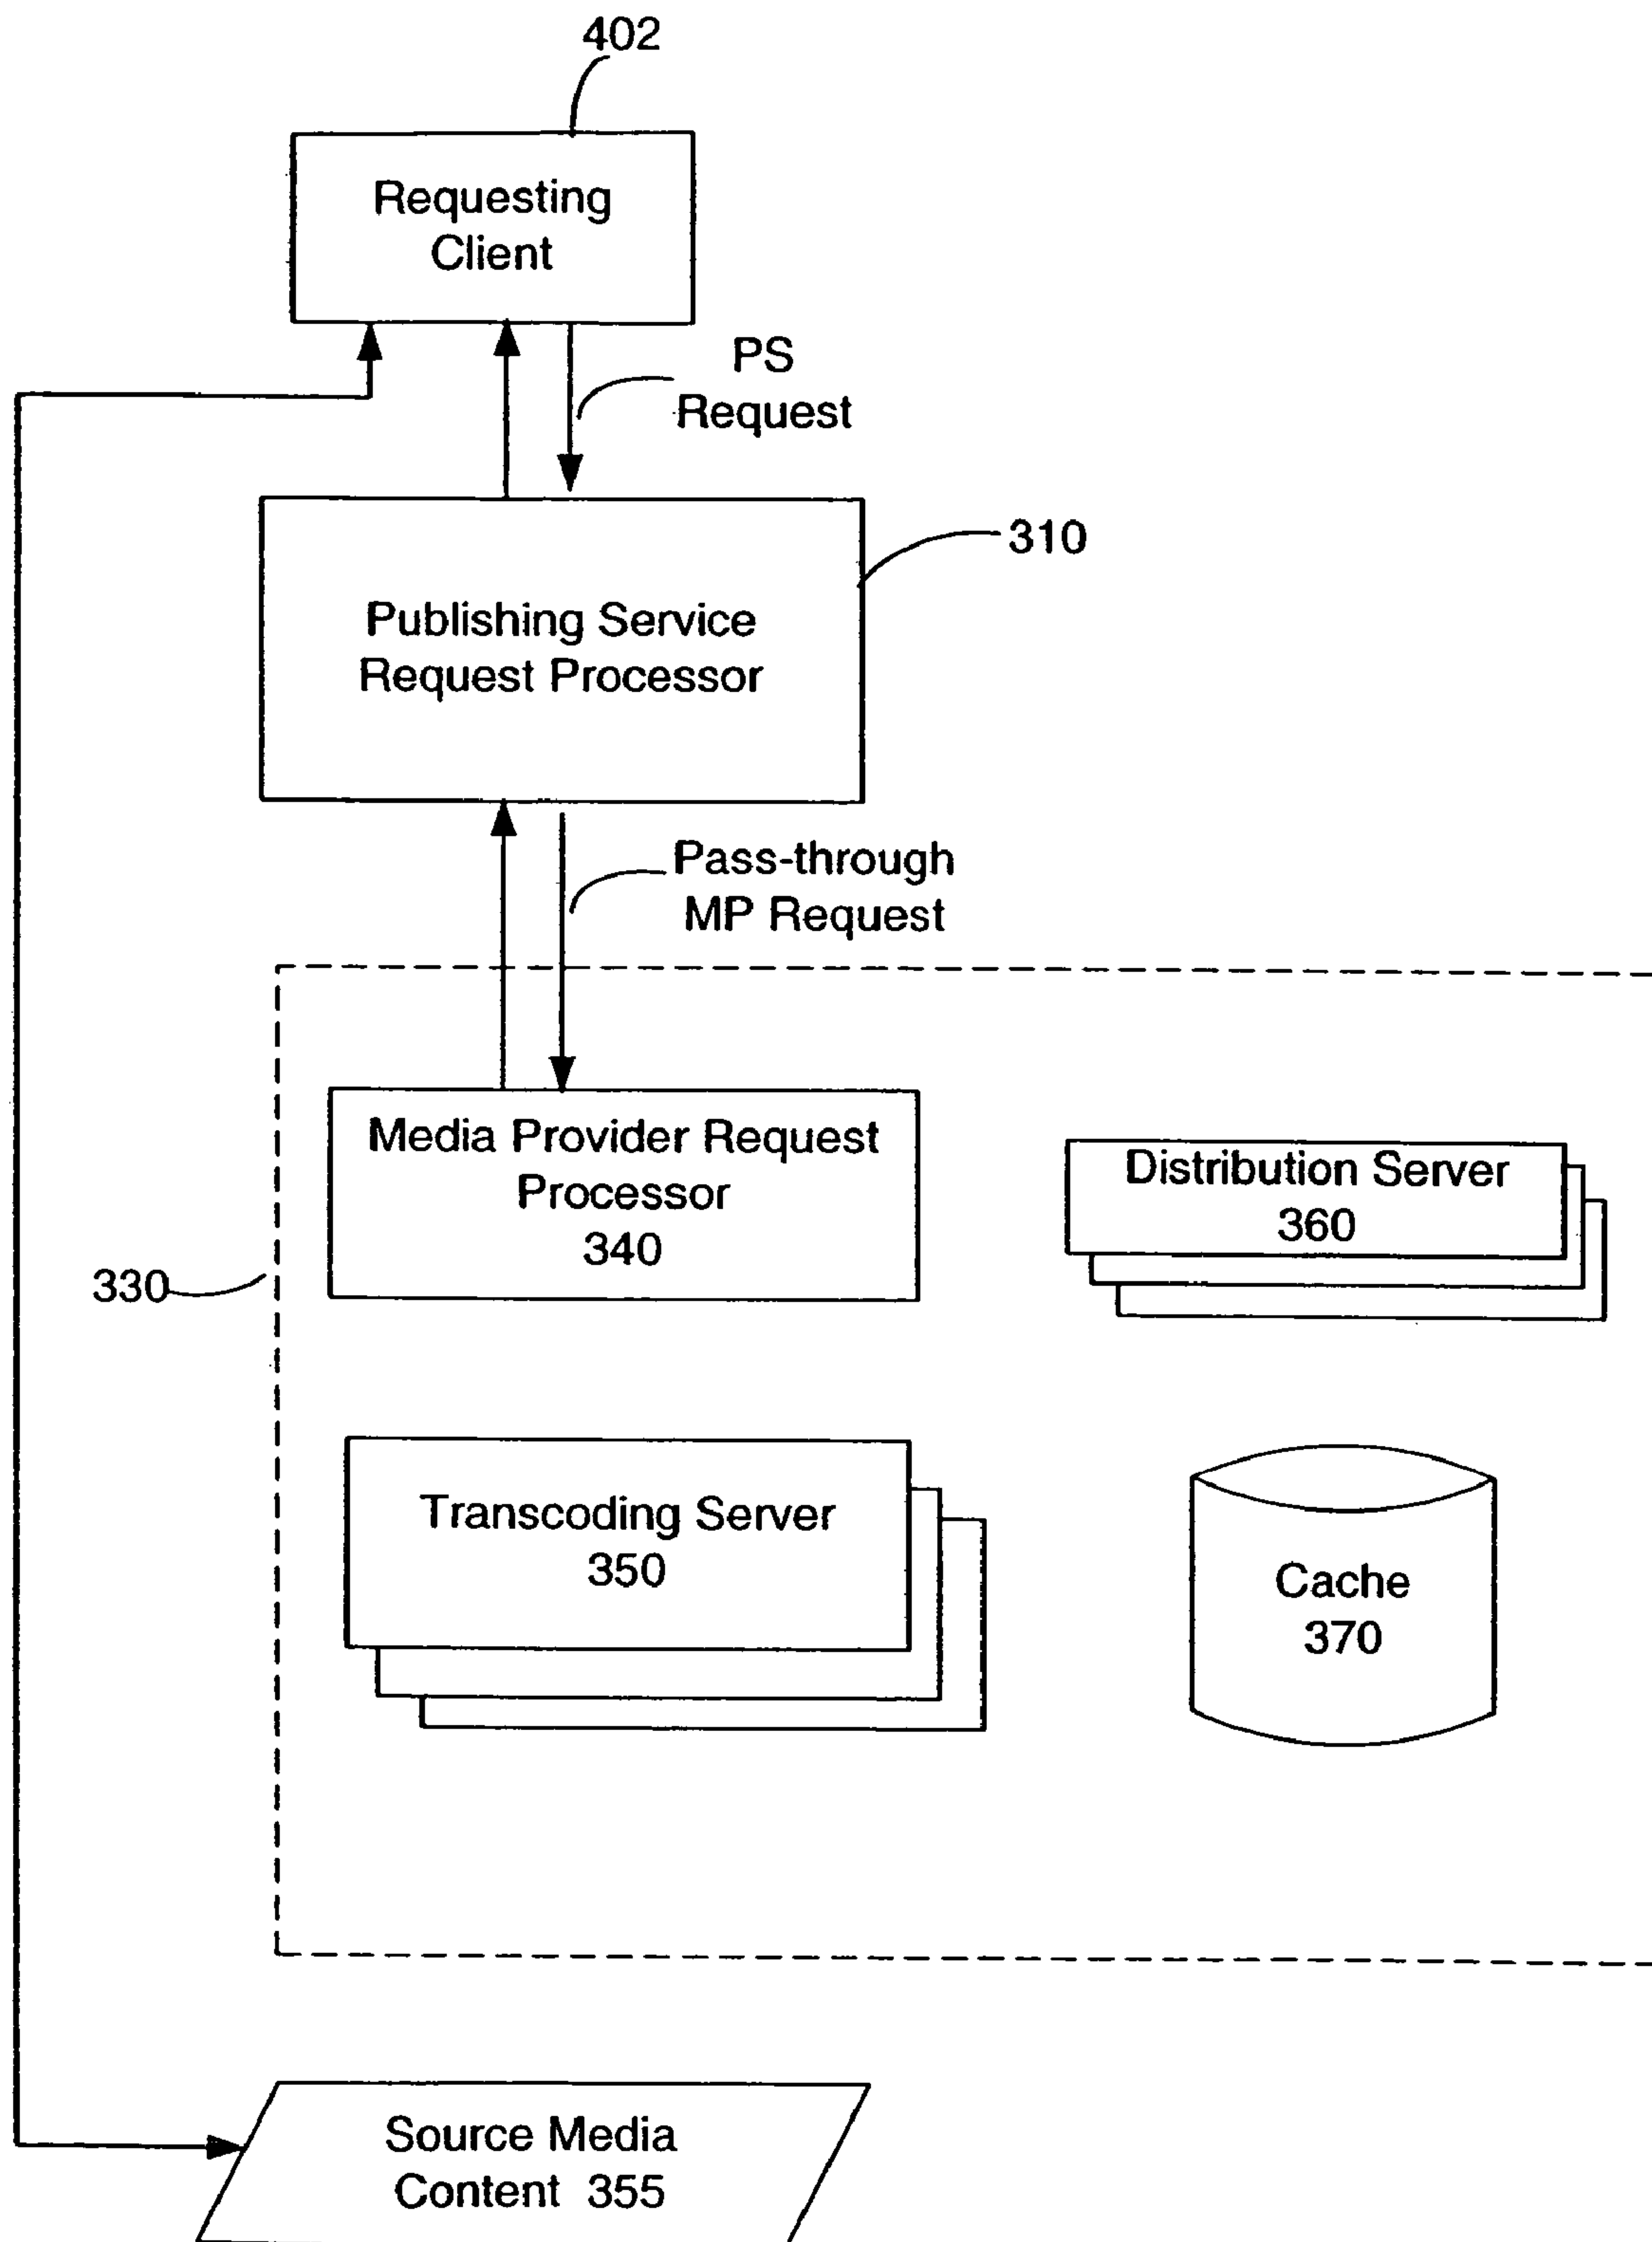 402
Requesting
Client
PS
Request
310
Publishing Service
Request Processor
Pass-through
MP Request
Media Provider Request
Processor
340
Distribution Server
360
330
Transcoding Server
350
Cache
370
Source Media
Content 355